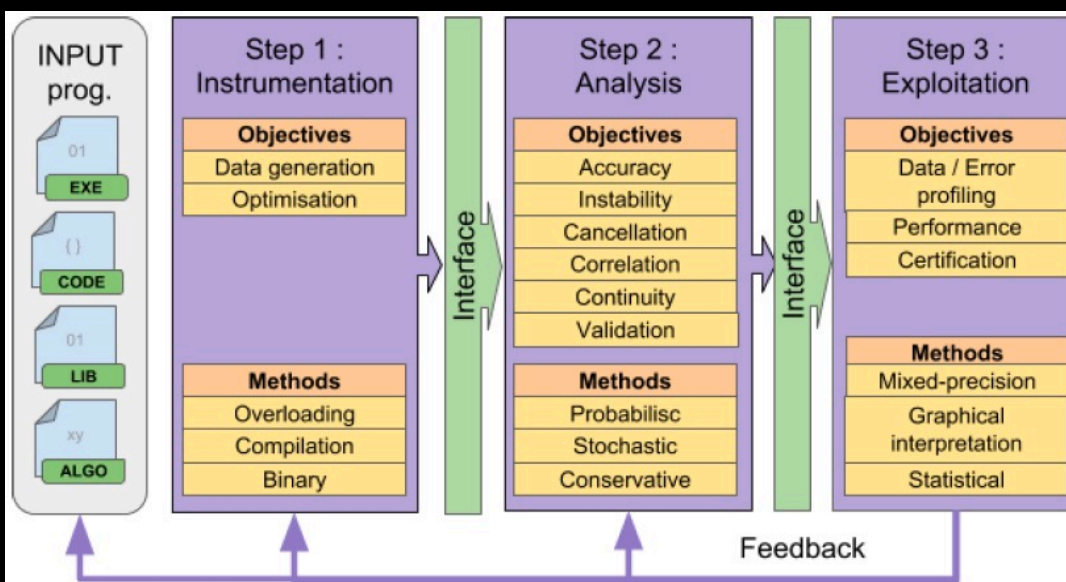 INPUT
prog.
01
EXE
{ }
CODE
01
LIB
xy
ALGO
Step 1 :
Instrumentation
Objectives
Data generation
Optimisation
Methods
Overloading
Compilation
Binary
Interface
Step 2 :
Analysis
Objectives
Accuracy
Instability
Cancellation
Correlation
Continuity
Validation
Methods
Probabilisc
Stochastic
Conservative
Interface
Step 3 :
Exploitation
Objectives
Data / Error
profiling
Performance
Certification
Methods
Mixed-precision
Graphical
interpretation
Statistical
Feedback